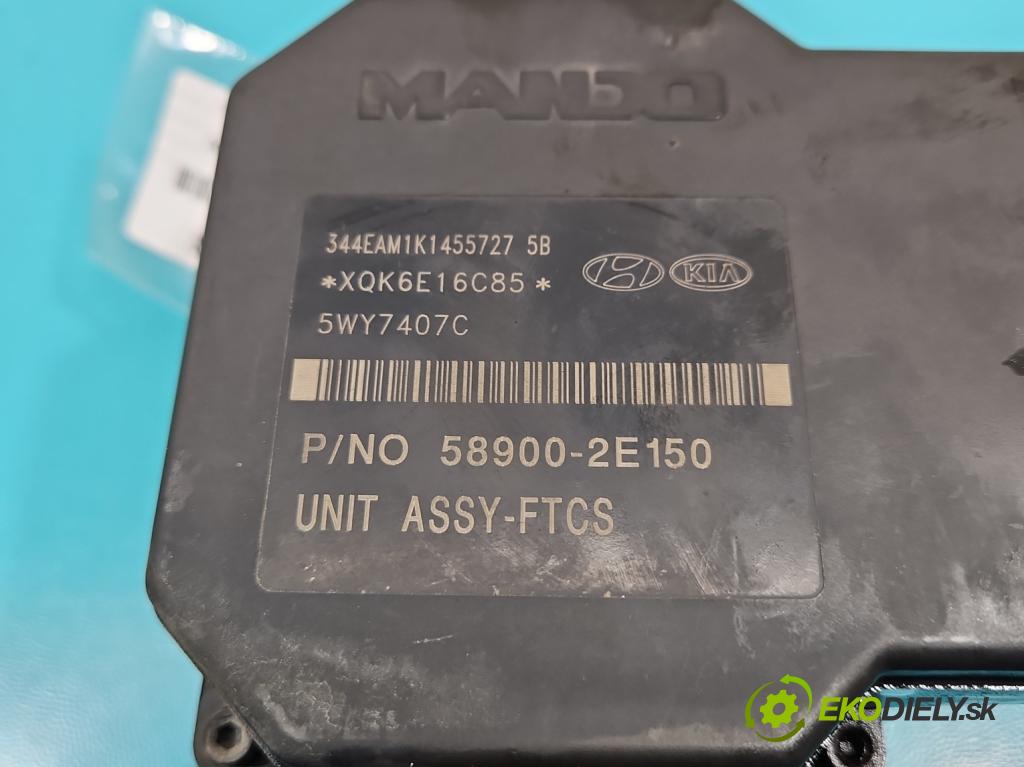 MANDO
344EAM1K1455727 5B
*XQK6E16C85*
KIA
5WY7407C
P/NO 58900-2E150
UNIT ASSY-FTCS
EKODIELY.sk